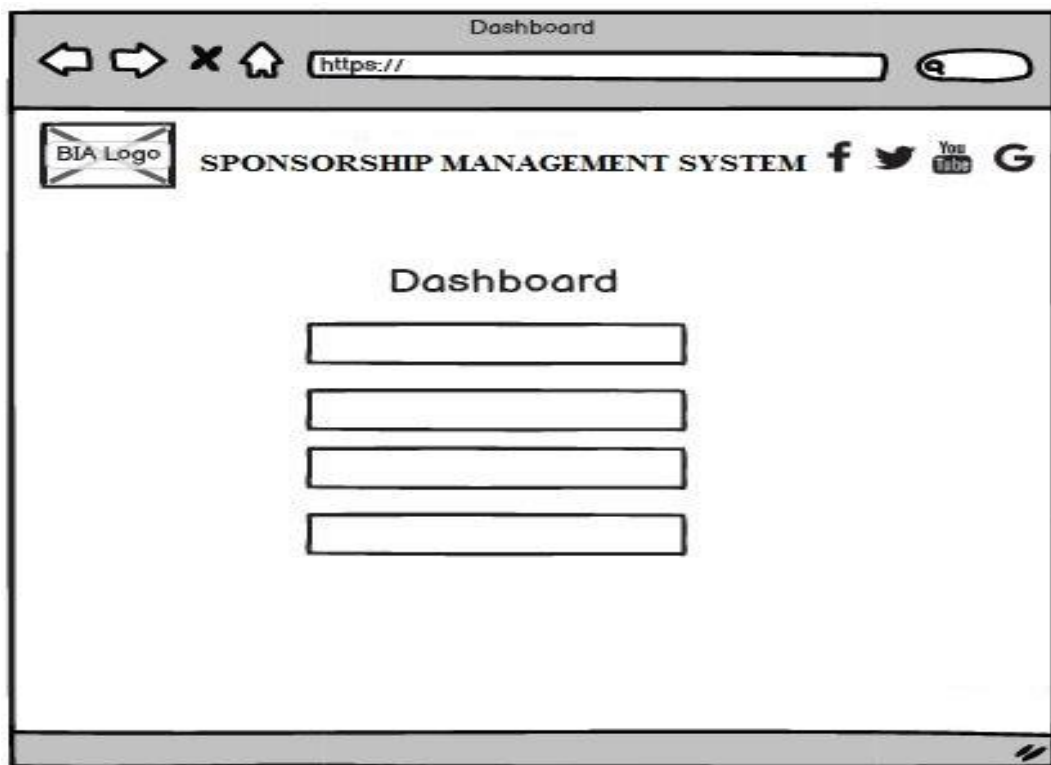 Dashboard
https://
BIA Logo
SPONSORSHIP MANAGEMENT SYSTEM
f
You
Tube
G
Dashboard